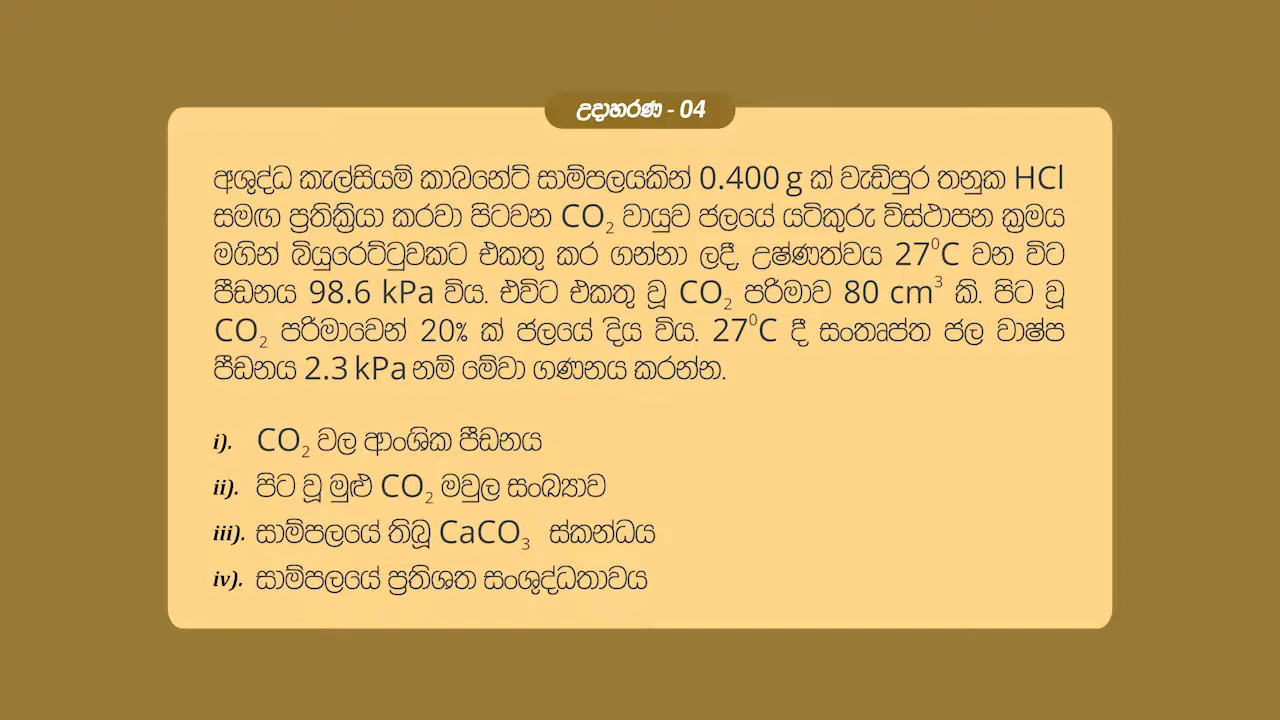 උදාහරණ - 04
අශුද්ධ කැල්සියම් කාබනේට් සාම්පලයකින් 0.400 g ක් වැඩිපුර තනුක HCl
සමඟ ප්‍රතික්‍රියා කරවා පිටවන CO₂ වායුව ජලයේ යටිකුරු විස්ථාපන ක්‍රමය
මගින් බියුරෙට්ටුවකට එකතු කර ගන්නා ලදී. උෂ්ණත්වය 27⁰C වන විට
පීඩනය 98.6 kPa විය. එවිට එකතු වූ CO₂ පරිමාව 80 cm³ කි. පිට වූ
CO₂ පරිමාවෙන් 20% ක් ජලයේ දිය විය. 27⁰C දී සංතෘප්ත ජල වාෂ්ප
පීඩනය 2.3 kPa නම් මේවා ගණනය කරන්න.
i). CO₂ වල ආංශික පීඩනය
ii). පිට වූ මුළු CO₂ මවුල සංඛ්‍යාව
iii). සාම්පලයේ තිබූ CaCO₃ ස්කන්ධය
iv). සාම්පලයේ ප්‍රතිශත සංශුද්ධතාවය